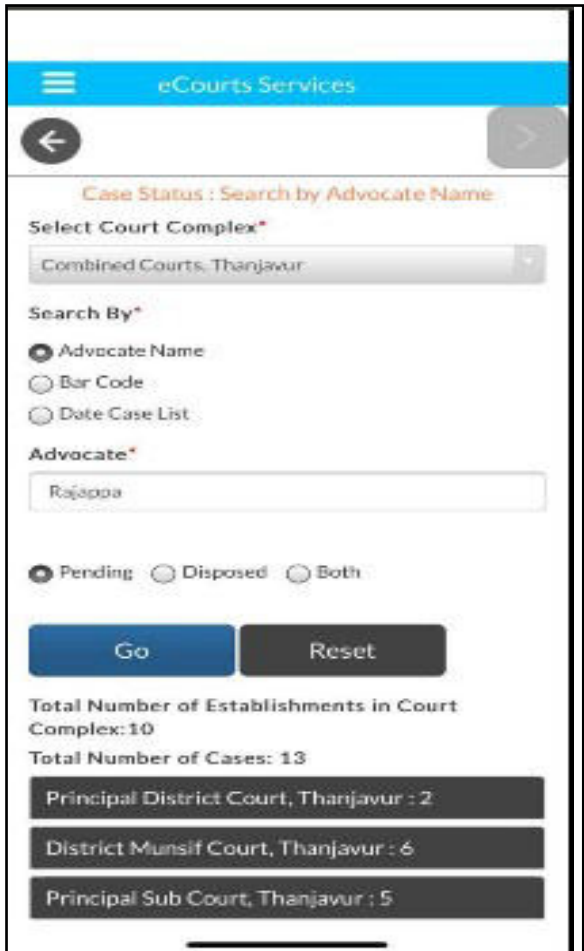 eCourts Services
Case Status : Search by Advocate Name
Select Court Complex*
Combined Courts, Thanjavur
Search By*
Advocate Name
Bar Code
Date Case List
Advocate*
Rajappa
Pending Disposed Both
Go Reset
Total Number of Establishments in Court
Complex:10
Total Number of Cases: 13
Principal District Court, Thanjavur : 2
District Munsif Court, Thanjavur : 6
Principal Sub Court, Thanjavur : 5